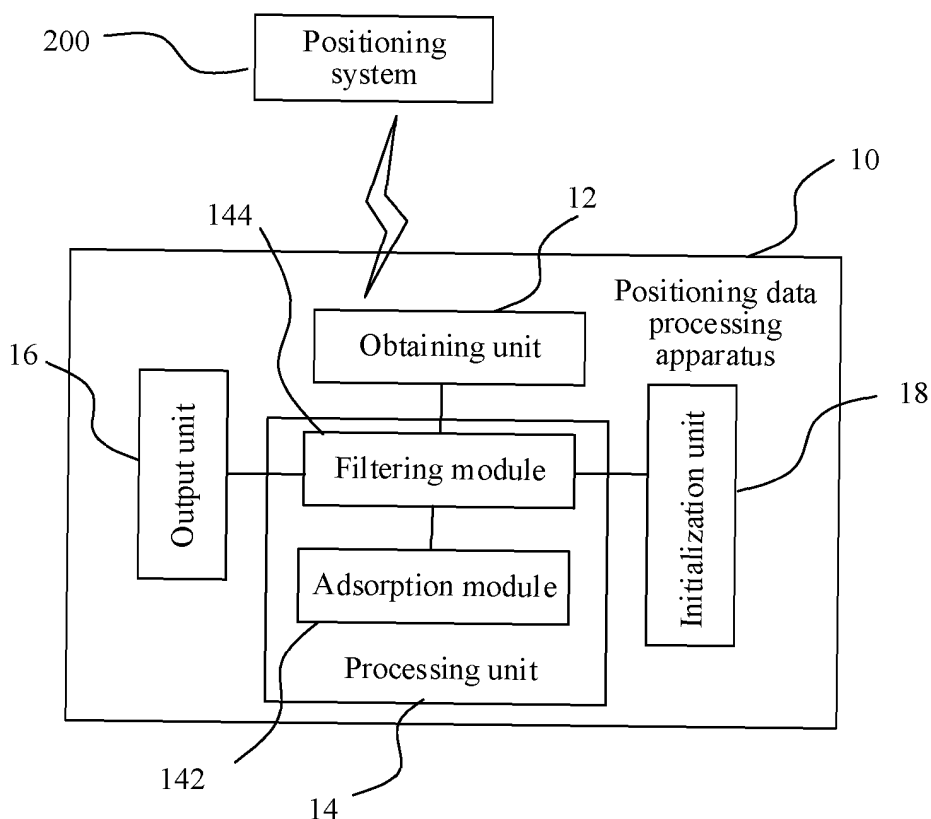 200
Positioning
system
10
144
12
Positioning data
processing
apparatus
Obtaining unit
16
18
Output unit
Filtering module
Initialization unit
Adsorption module
Processing unit
142
14